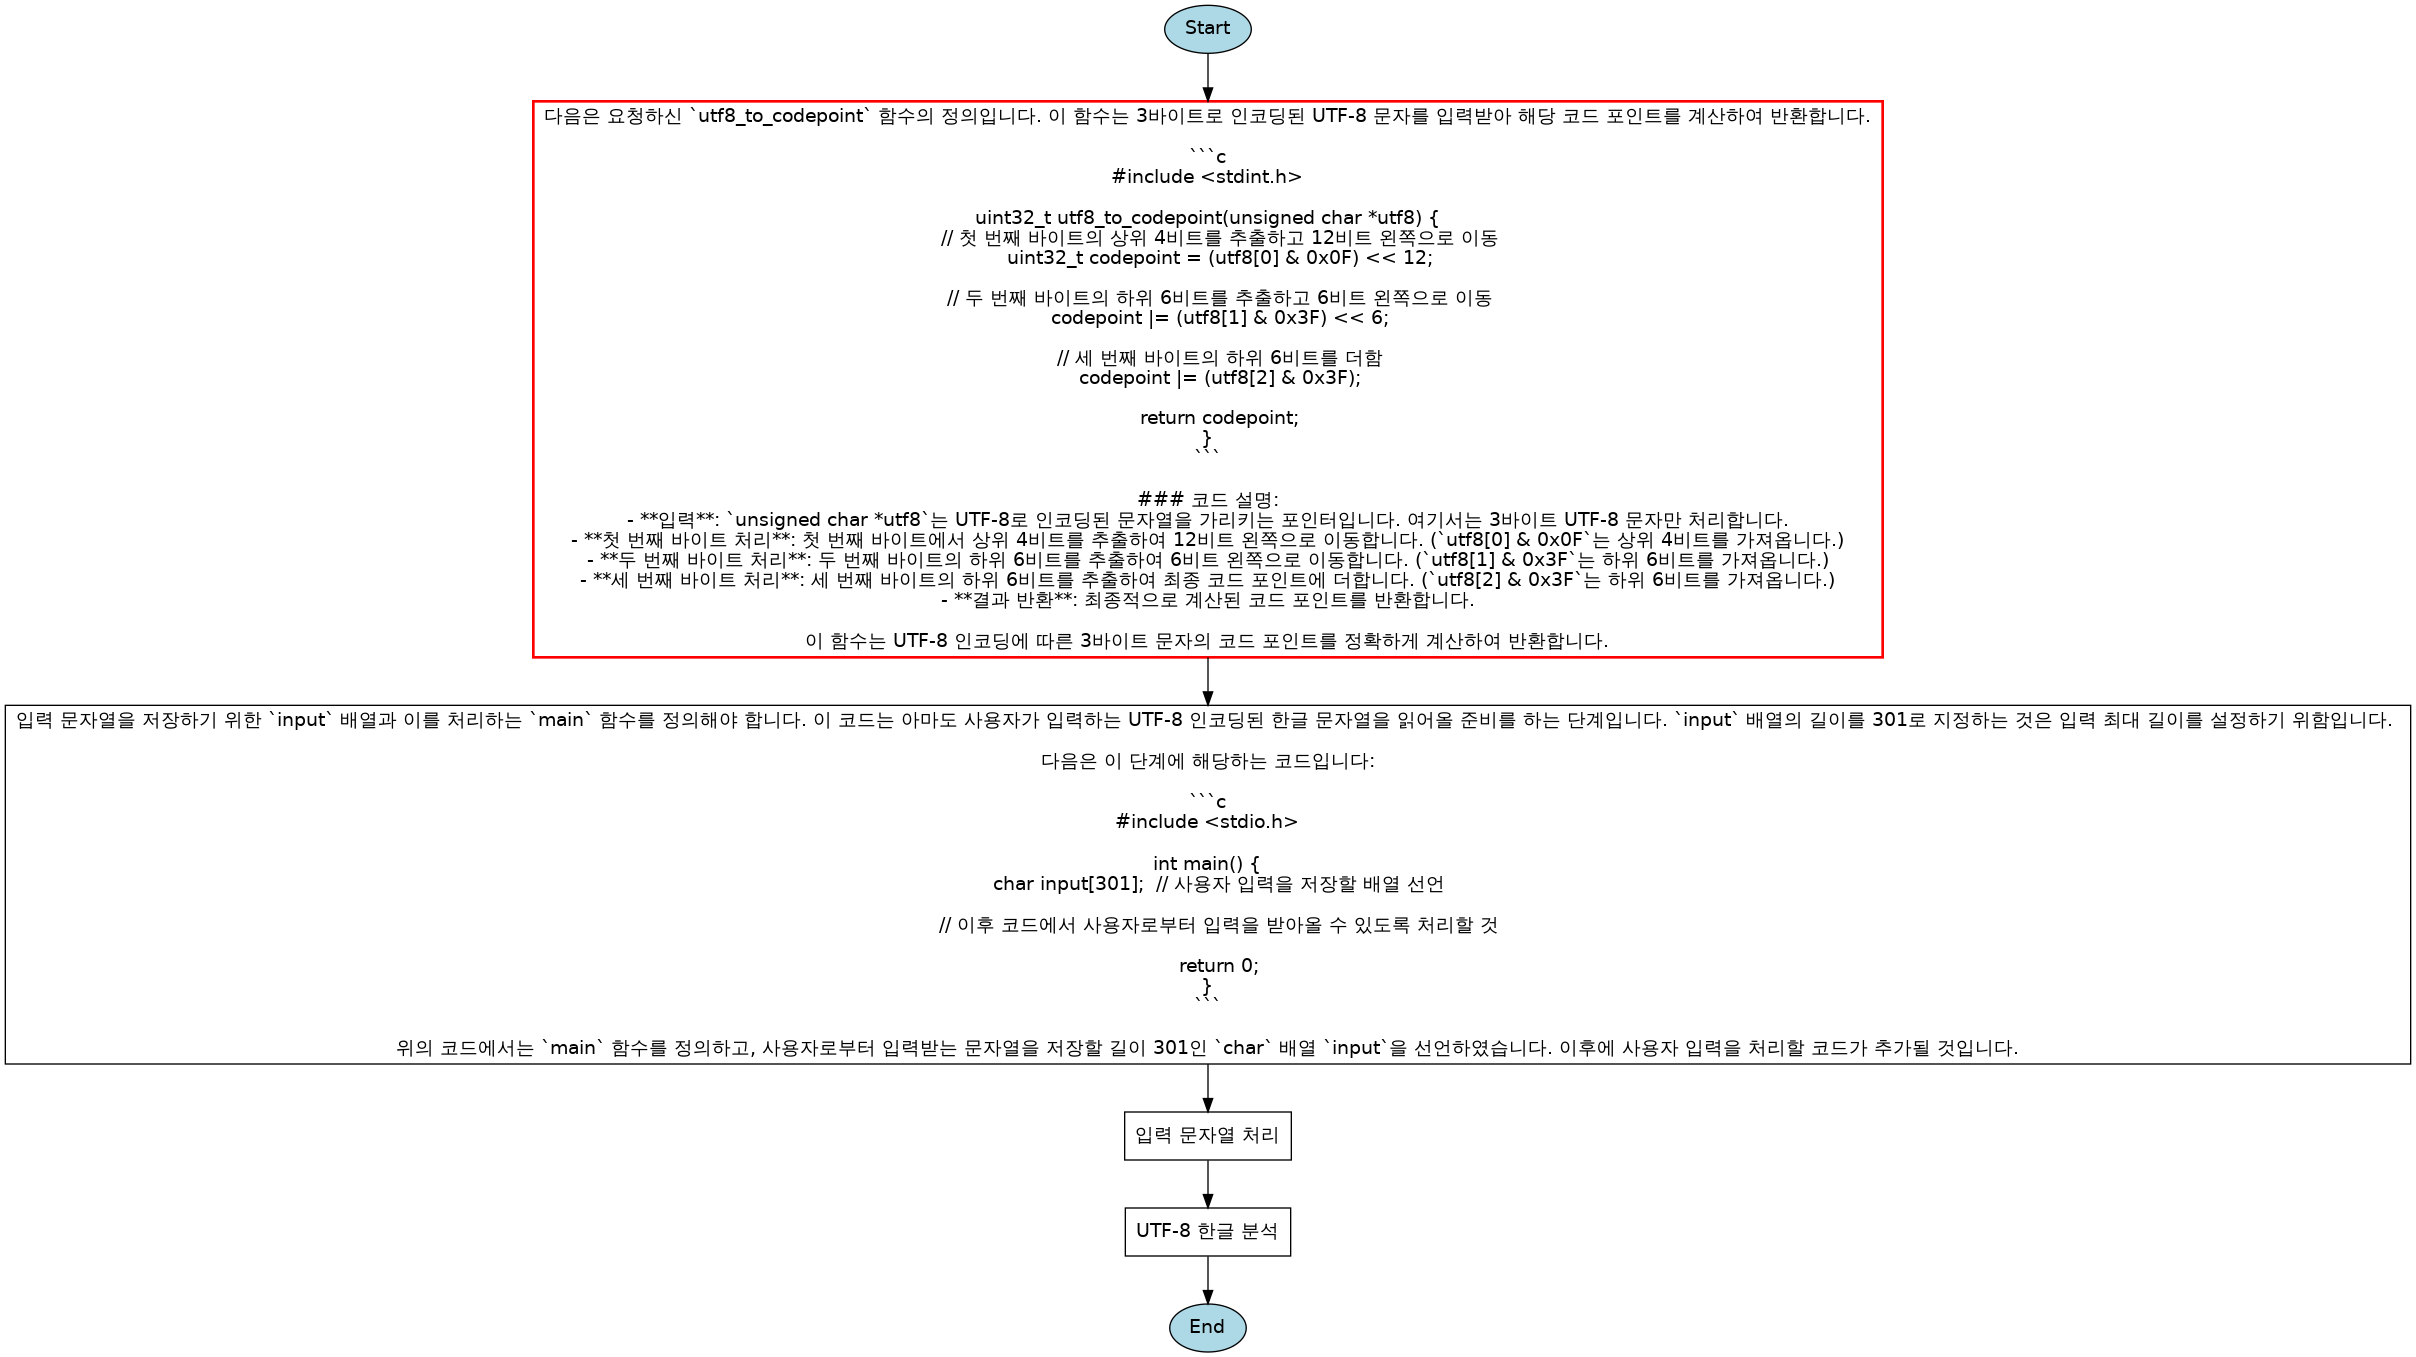 Start
다음은 요청하신 `utf8_to_codepoint` 함수의 정의입니다. 이 함수는 3바이트로 인코딩된 UTF-8 문자를 입력받아 해당 코드 포인트를 계산하여 반환합니다.
```c
#include <stdint.h>
uint32_t utf8_to_codepoint(unsigned char *utf8) {
// 첫 번째 바이트의 상위 4비트를 추출하고 12비트 왼쪽으로 이동
uint32_t codepoint = (utf8[0] & 0x0F) << 12;
// 두 번째 바이트의 하위 6비트를 추출하고 6비트 왼쪽으로 이동
codepoint |= (utf8[1] & 0x3F) << 6;
// 세 번째 바이트의 하위 6비트를 더함
codepoint |= (utf8[2] & 0x3F);
return codepoint;
}
```
### 코드 설명:
- **입력**: `unsigned char *utf8`는 UTF-8로 인코딩된 문자열을 가리키는 포인터입니다. 여기서는 3바이트 UTF-8 문자만 처리합니다.
- **첫 번째 바이트 처리**: 첫 번째 바이트에서 상위 4비트를 추출하여 12비트 왼쪽으로 이동합니다. (`utf8[0] & 0x0F`는 상위 4비트를 가져옵니다.)
- **두 번째 바이트 처리**: 두 번째 바이트의 하위 6비트를 추출하여 6비트 왼쪽으로 이동합니다. (`utf8[1] & 0x3F`는 하위 6비트를 가져옵니다.)
- **세 번째 바이트 처리**: 세 번째 바이트의 하위 6비트를 추출하여 최종 코드 포인트에 더합니다. (`utf8[2] & 0x3F`는 하위 6비트를 가져옵니다.)
- **결과 반환**: 최종적으로 계산된 코드 포인트를 반환합니다.
이 함수는 UTF-8 인코딩에 따른 3바이트 문자의 코드 포인트를 정확하게 계산하여 반환합니다.
입력 문자열을 저장하기 위한 `input` 배열과 이를 처리하는 `main` 함수를 정의해야 합니다. 이 코드는 아마도 사용자가 입력하는 UTF-8 인코딩된 한글 문자열을 읽어올 준비를 하는 단계입니다. `input` 배열의 길이를 301로 지정하는 것은 입력 최대 길이를 설정하기 위함입니다.
다음은 이 단계에 해당하는 코드입니다:
```c
#include <stdio.h>
int main() {
char input[301];  // 사용자 입력을 저장할 배열 선언
// 이후 코드에서 사용자로부터 입력을 받아올 수 있도록 처리할 것
return 0;
}
```
위의 코드에서는 `main` 함수를 정의하고, 사용자로부터 입력받는 문자열을 저장할 길이 301인 `char` 배열 `input`을 선언하였습니다. 이후에 사용자 입력을 처리할 코드가 추가될 것입니다.
입력 문자열 처리
UTF-8 한글 분석
End